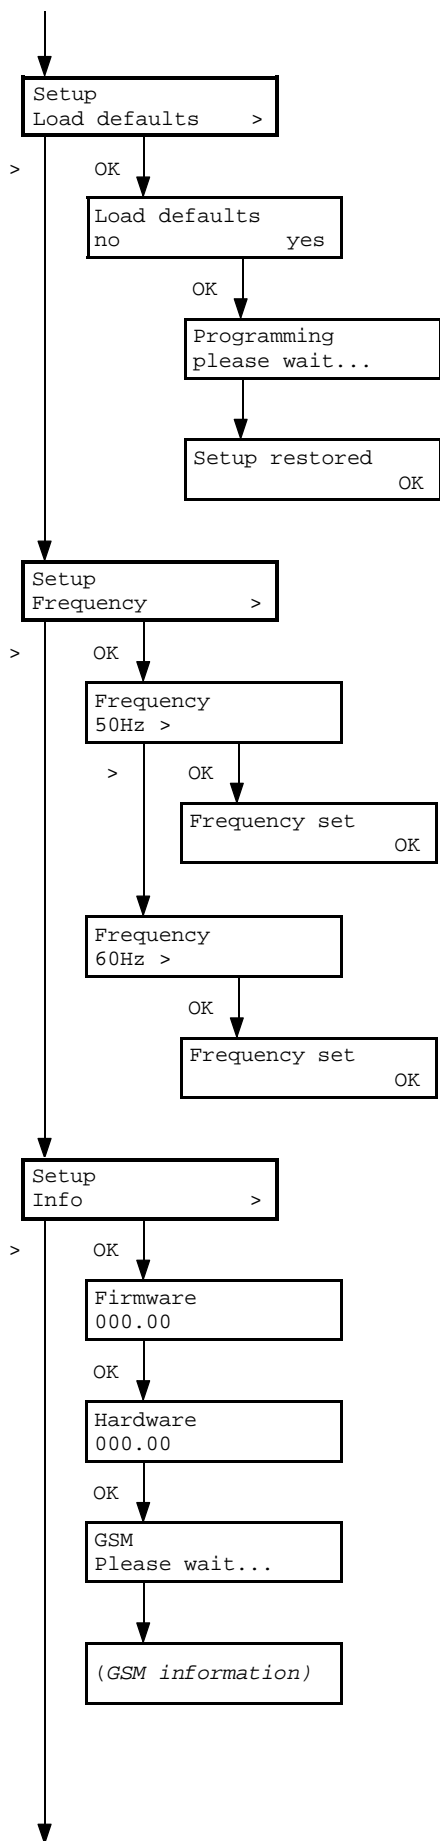 Setup
Load defaults >
> OK
Load defaults
no yes
OK
Programming
please wait...
Setup restored
OK
Setup
Frequency >
> OK
Frequency
50Hz >
> OK
Frequency set
OK
Frequency
60Hz >
OK
Frequency set
OK
Setup
Info >
> OK
Firmware
000.00
OK
Hardware
000.00
OK
GSM
Please wait...
(GSM information)